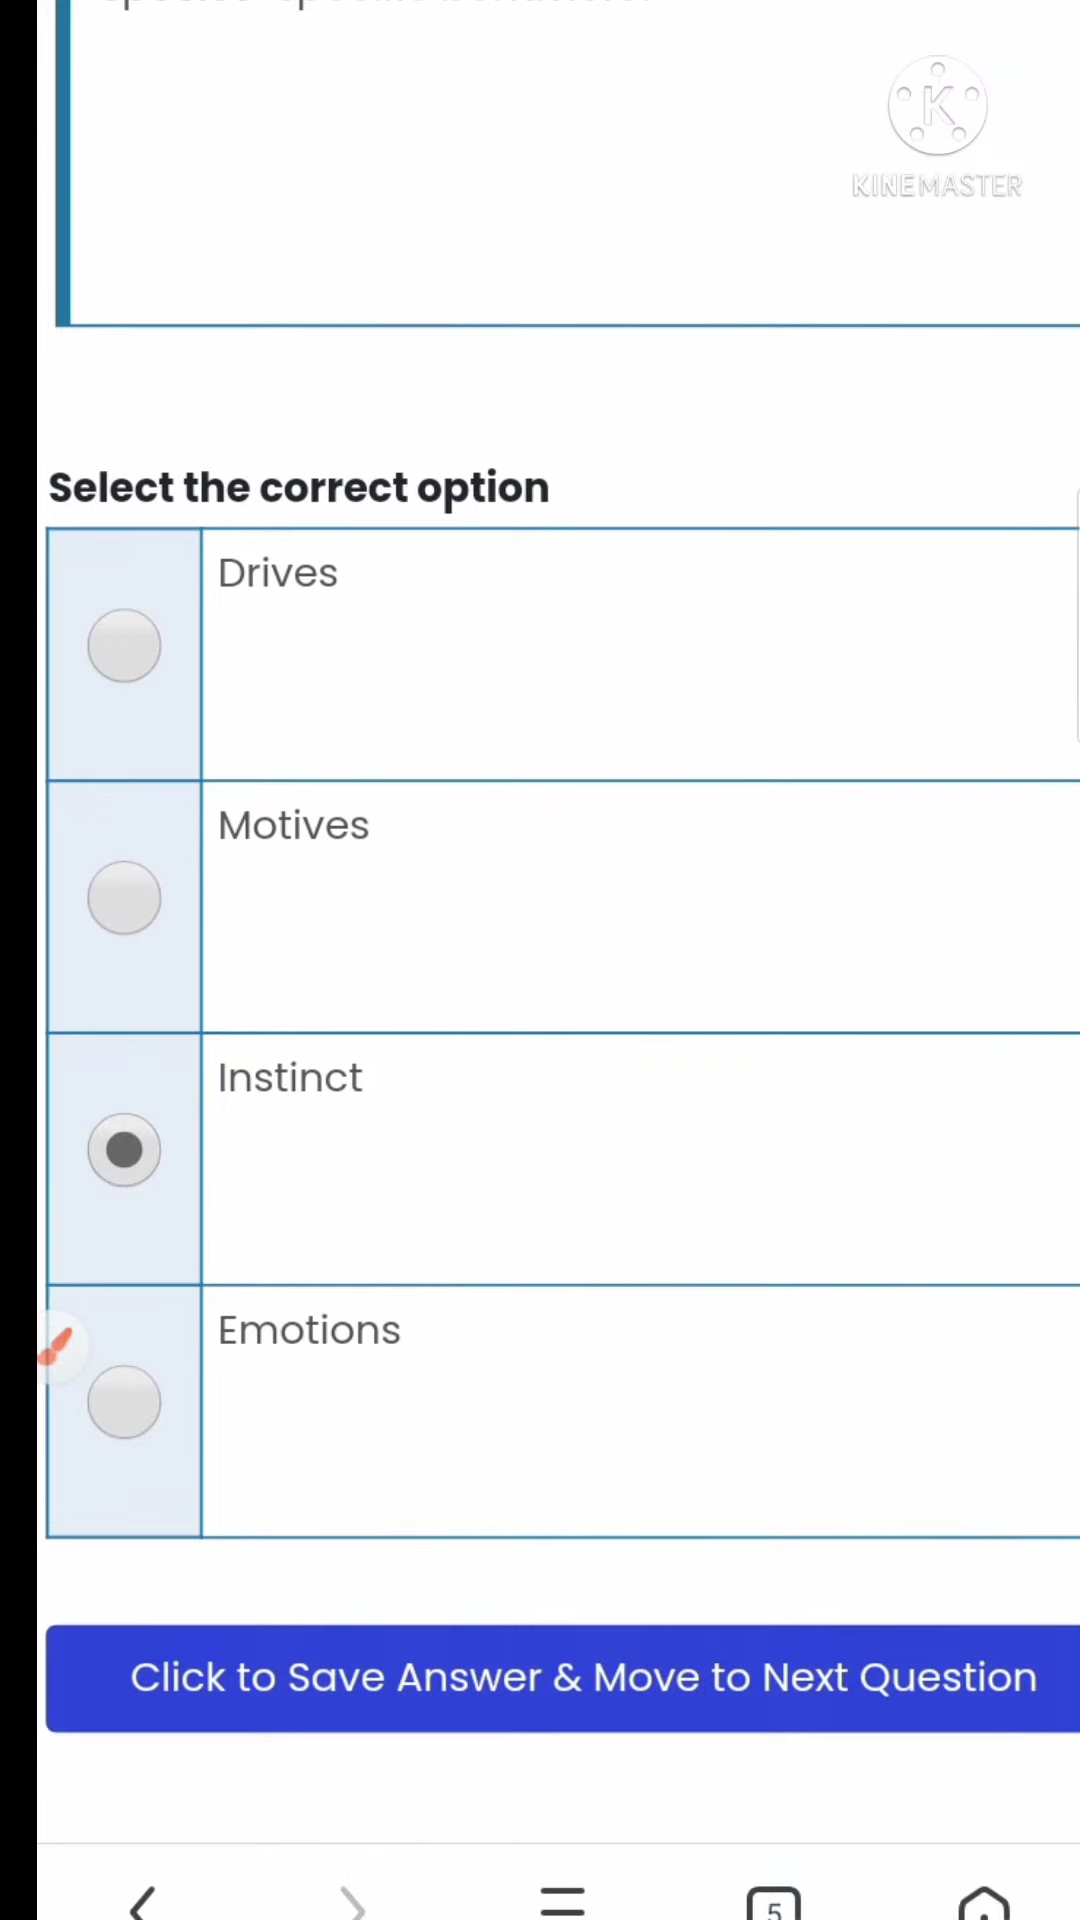 KINEMASTER
Select the correct option
Drives
Motives
Instinct
Emotions
Click to Save Answer & Move to Next Question
5